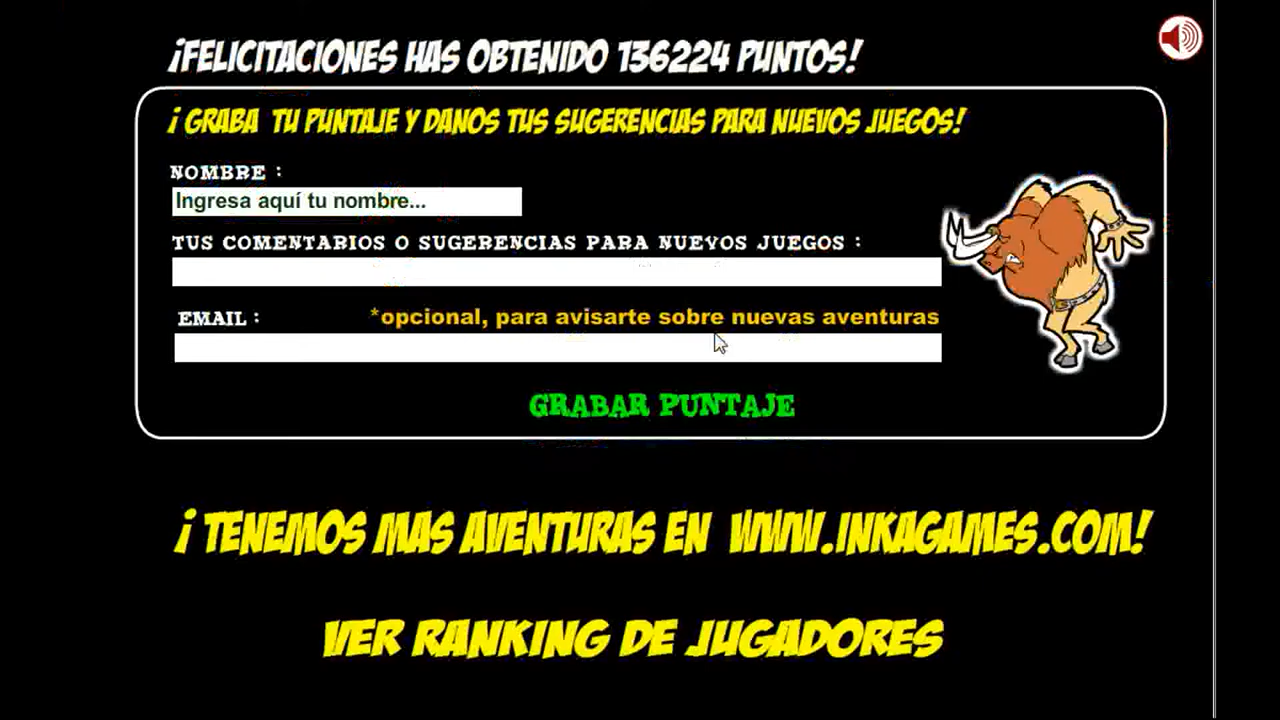 ¡FELICITACIONES HAS OBTENIDO 136224 PUNTOS!
¡ GRABA TU PUNTAJE Y DANOS TUS SUGERENCIAS PARA NUEVOS JUEGOS!
NOMBRE :
Ingresa aquí tu nombre...
TUS COMENTARIOS O SUGERENCIAS PARA NUEVOS JUEGOS :
EMAIL : *opcional, para avisarte sobre nuevas aventuras
GRABAR PUNTAJE
¡ TENEMOS MAS AVENTURAS EN WWW.INKAGAMES.COM!
VER RANKING DE JUGADORES